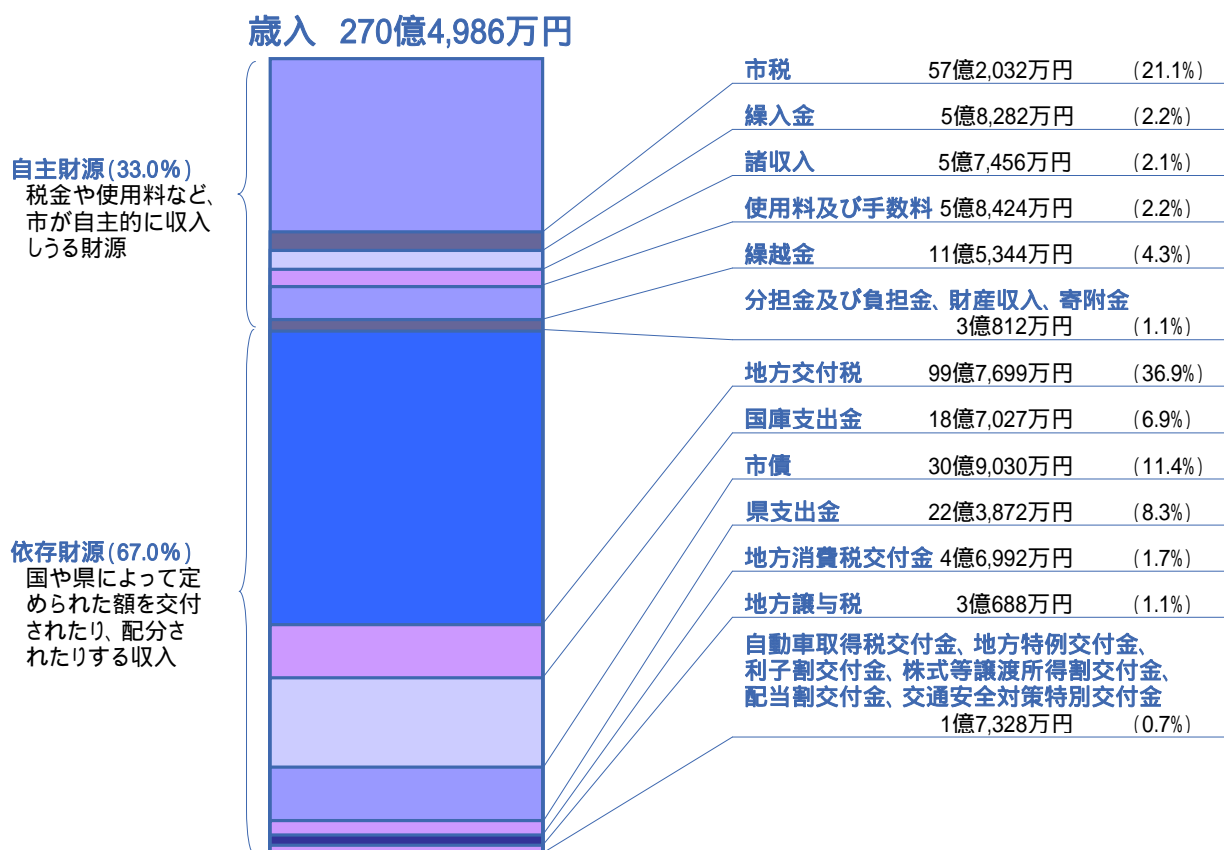 歳入 270億4,986万円
自主財源(33.0%)
税金や使用料など、
市が自主的に収入
しうる財源
依存財源(67.0%)
国や県によって定
められた額を交付
されたり、配分さ
れたりする収入
市税 57億2,032万円 (21.1%)
繰入金 5億8,282万円 (2.2%)
諸収入 5億7,456万円 (2.1%)
使用料及び手数料 5億8,424万円 (2.2%)
繰越金 11億5,344万円 (4.3%)
分担金及び負担金、財産収入、寄附金
3億812万円 (1.1%)
地方交付税 99億7,699万円 (36.9%)
国庫支出金 18億7,027万円 (6.9%)
市債 30億9,030万円 (11.4%)
県支出金 22億3,872万円 (8.3%)
地方消費税交付金 4億6,992万円 (1.7%)
地方譲与税 3億688万円 (1.1%)
自動車取得税交付金、地方特例交付金、
利子割交付金、株式等譲渡所得割交付金、
配当割交付金、交通安全対策特別交付金
1億7,328万円 (0.7%)